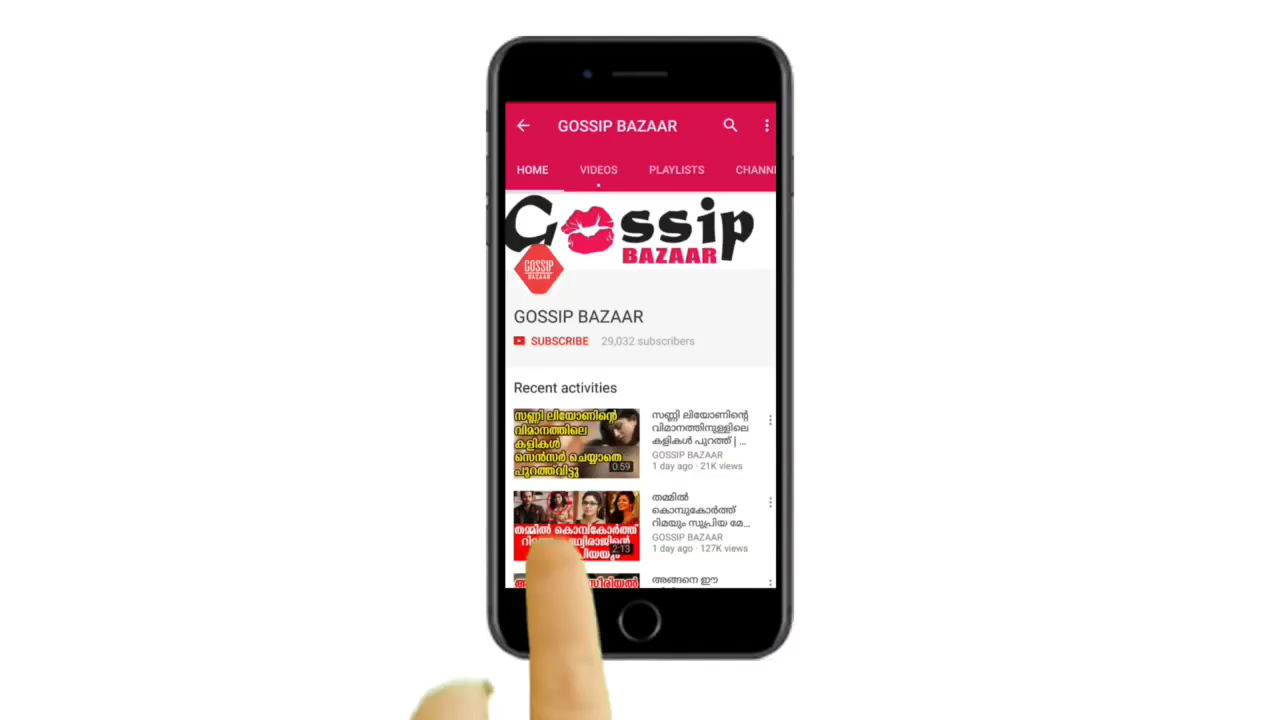 GOSSIP BAZAAR
HOME VIDEOS PLAYLISTS CHANN
Gossip
BAZAAR
GOSSIP
BAZAAR
GOSSIP BAZAAR
SUBSCRIBE 29,032 subscribers
Recent activities
സണ്ണി ലിയോണിന്റെ
വിമാനത്തിലെ
കളികൾ
സെൻസർ ചെയ്യാതെ
പുറത്തുവിട്ടു
0:59
സണ്ണി ലിയോണിന്റെ
വിമാനത്തിനുള്ളിലെ
കളികൾ പുറത്ത് | ...
GOSSIP BAZAAR
1 day ago · 21K views
തമ്മിൽ കൊമ്പ്കോർത്ത്
2:13
തമ്മിൽ
കൊമ്പുകോർത്ത്
റിമയും സുപ്രിയ മേ...
GOSSIP BAZAAR
1 day ago · 127K views
അങ്ങനെ ഈ